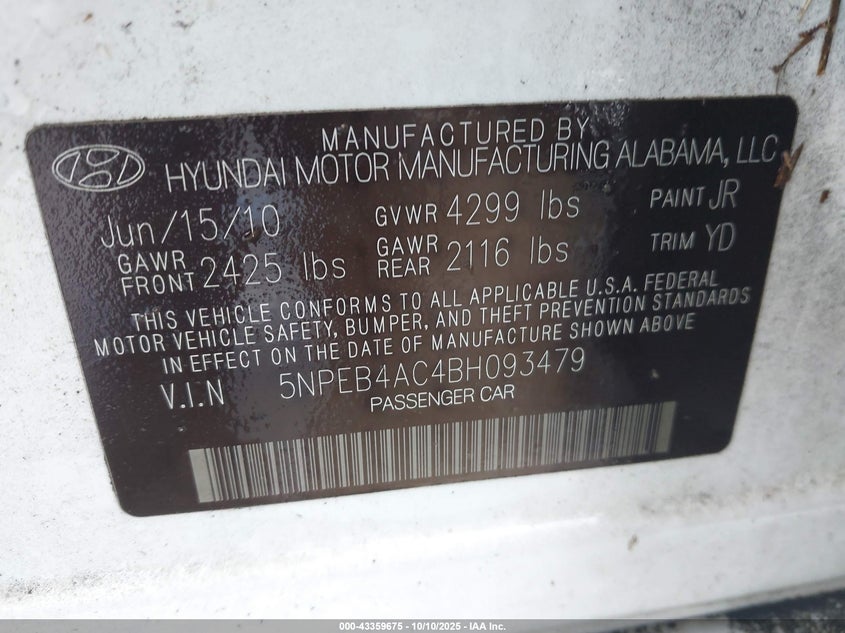 MANUFACTURED BY
HYUNDAI MOTOR MANUFACTURING ALABAMA, LLC
Jun/15/10 GVWR 4299 lbs PAINT JR
GAWR FRONT 2425 lbs GAWR REAR 2116 lbs TRIM YD
THIS VEHICLE CONFORMS TO ALL APPLICABLE U.S.A. FEDERAL
MOTOR VEHICLE SAFETY, BUMPER, AND THEFT PREVENTION STANDARDS
IN EFFECT ON THE DATE OF MANUFACTURE SHOWN ABOVE
V.I.N 5NPEB4AC4BH093479
PASSENGER CAR
000-43359675 - 10/10/2025 - IAA Inc.